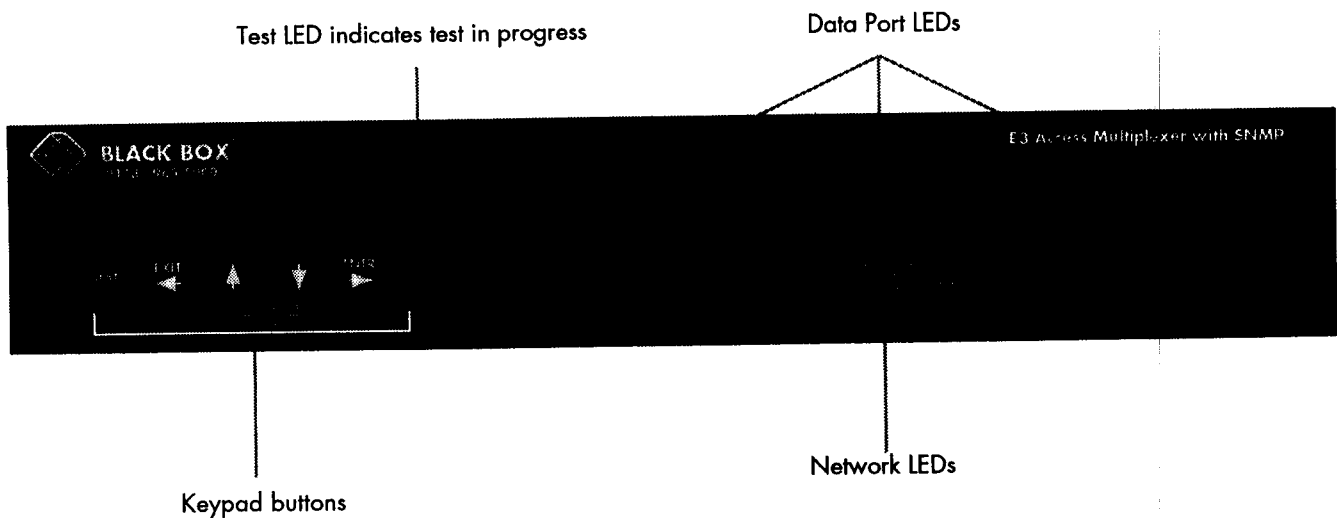 Test LED indicates test in progress
Data Port LEDs
BLACK BOX
E3 Access Multiplexer with SNMP
EXIT
Network LEDs
Keypad buttons